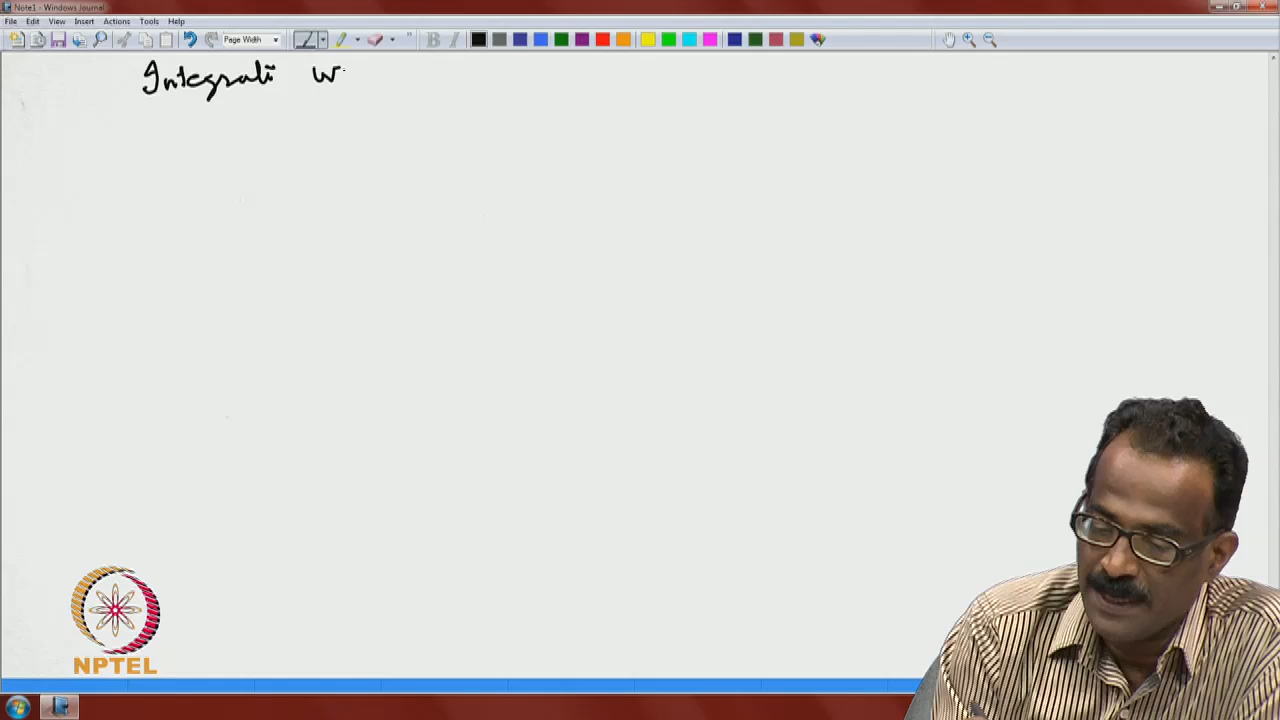 Note1 - Windows Journal
File Edit View Insert Actions Tools Help
Page Width
B I
Integrati w
NPTEL